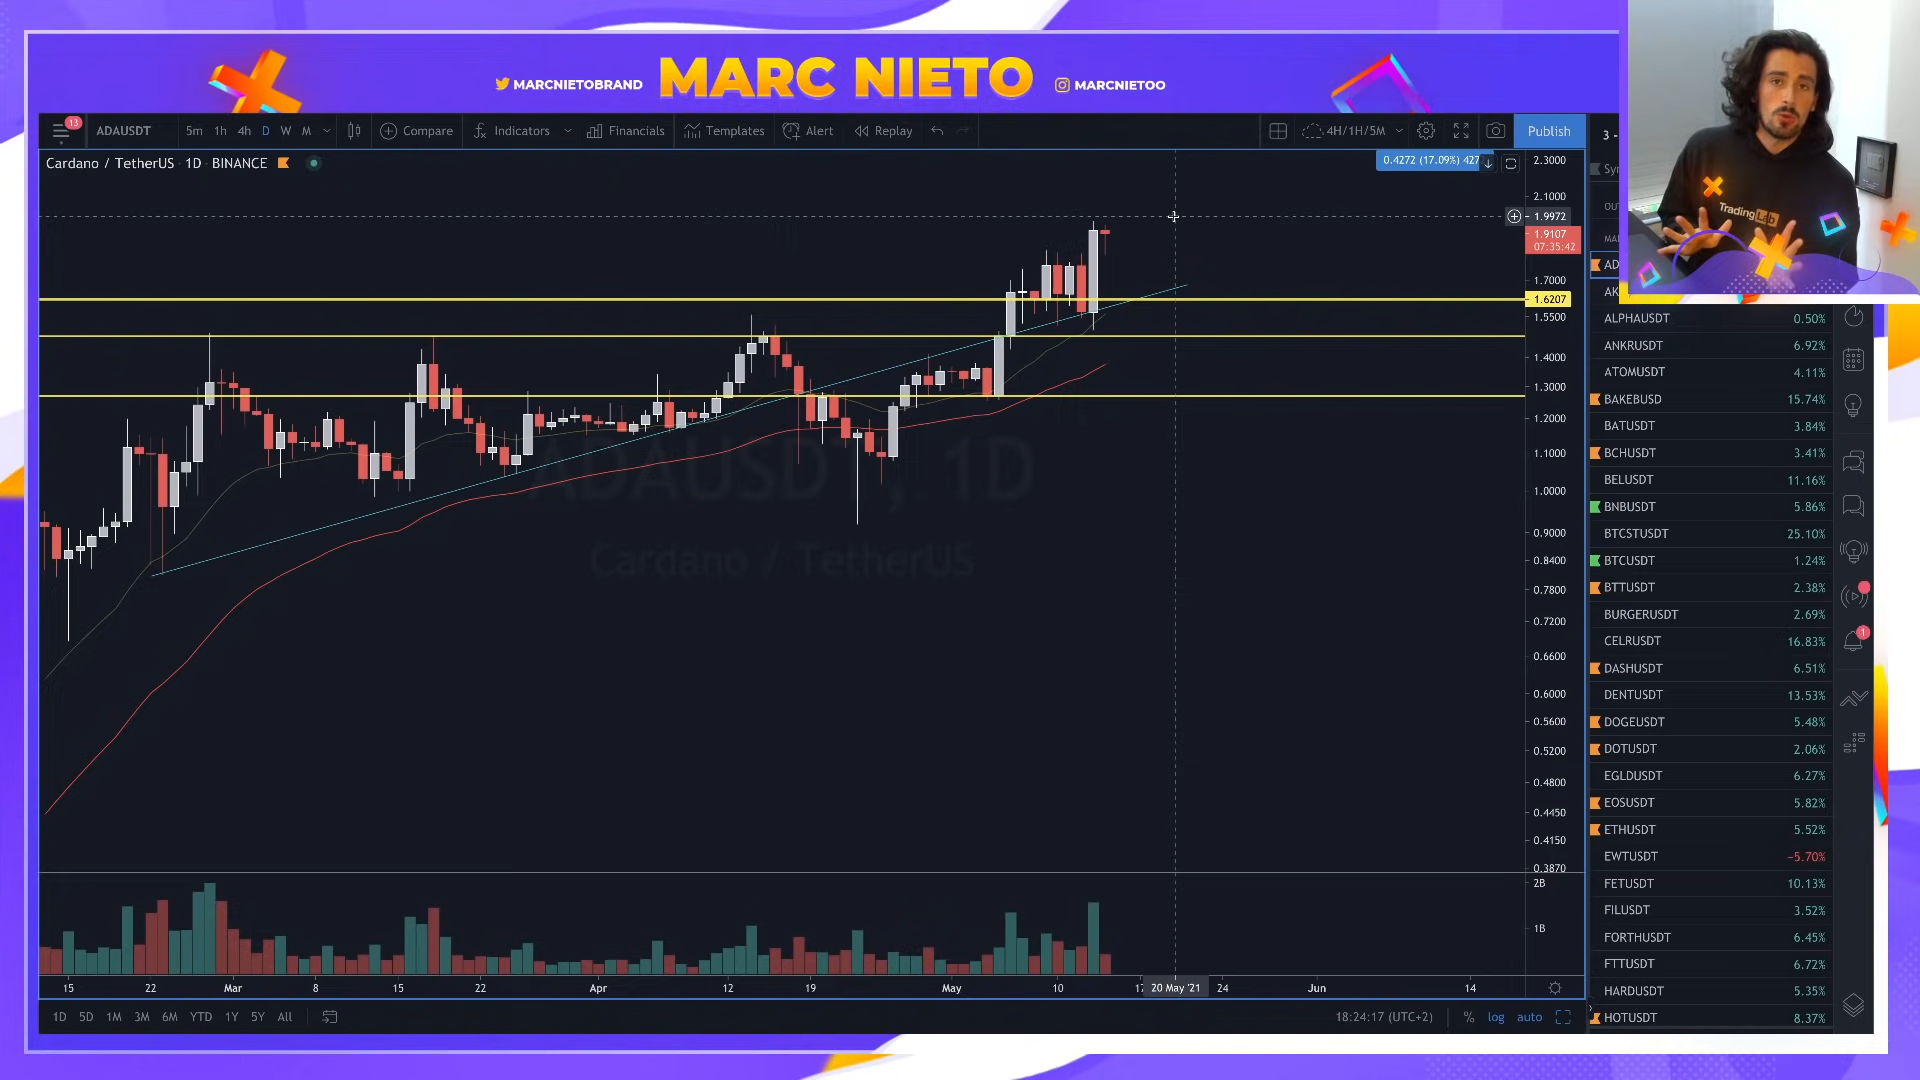 MARCNIETOBRAND MARC NIETO MARCNIETOO
13 ADAUSDT 5m 1h 4h D W M Compare Indicators Financials Templates Alert Replay 4H/1H/5M Publish 3 -
Cardano / TetherUS · 1D · BINANCE
0.4272 (17.09%) 427
2.3000
2.1000
1.9972
1.9107
07:35:42
1.7000
1.6207
1.5500
1.4000
1.3000
1.2000
1.1000
1.0000
0.9000
0.8400
0.7800
0.7200
0.6600
0.6000
0.5600
0.5200
0.4800
0.4450
0.4150
0.3870
2B
1B
ADAUSDT, 1D
Cardano / TetherUS
15 22 Mar 8 15 22 Apr 12 19 May 10 17 20 May '21 24 Jun 14
1D 5D 1M 3M 6M YTD 1Y 5Y All 18:24:17 (UTC+2) % log auto
TradingLab
ALPHAUSDT 0.50%
ANKRUSDT 6.92%
ATOMUSDT 4.11%
BAKEBUSD 15.74%
BATUSDT 3.84%
BCHUSDT 3.41%
BELUSDT 11.16%
BNBUSDT 5.86%
BTCSTUSDT 25.10%
BTCUSDT 1.24%
BTTUSDT 2.38%
BURGERUSDT 2.69%
CELRUSDT 16.83%
DASHUSDT 6.51%
DENTUSDT 13.53%
DOGEUSDT 5.48%
DOTUSDT 2.06%
EGLDUSDT 6.27%
EOSUSDT 5.82%
ETHUSDT 5.52%
EWTUSDT −5.70%
FETUSDT 10.13%
FILUSDT 3.52%
FORTHUSDT 6.45%
FTTUSDT 6.72%
HARDUSDT 5.35%
HOTUSDT 8.37%
1